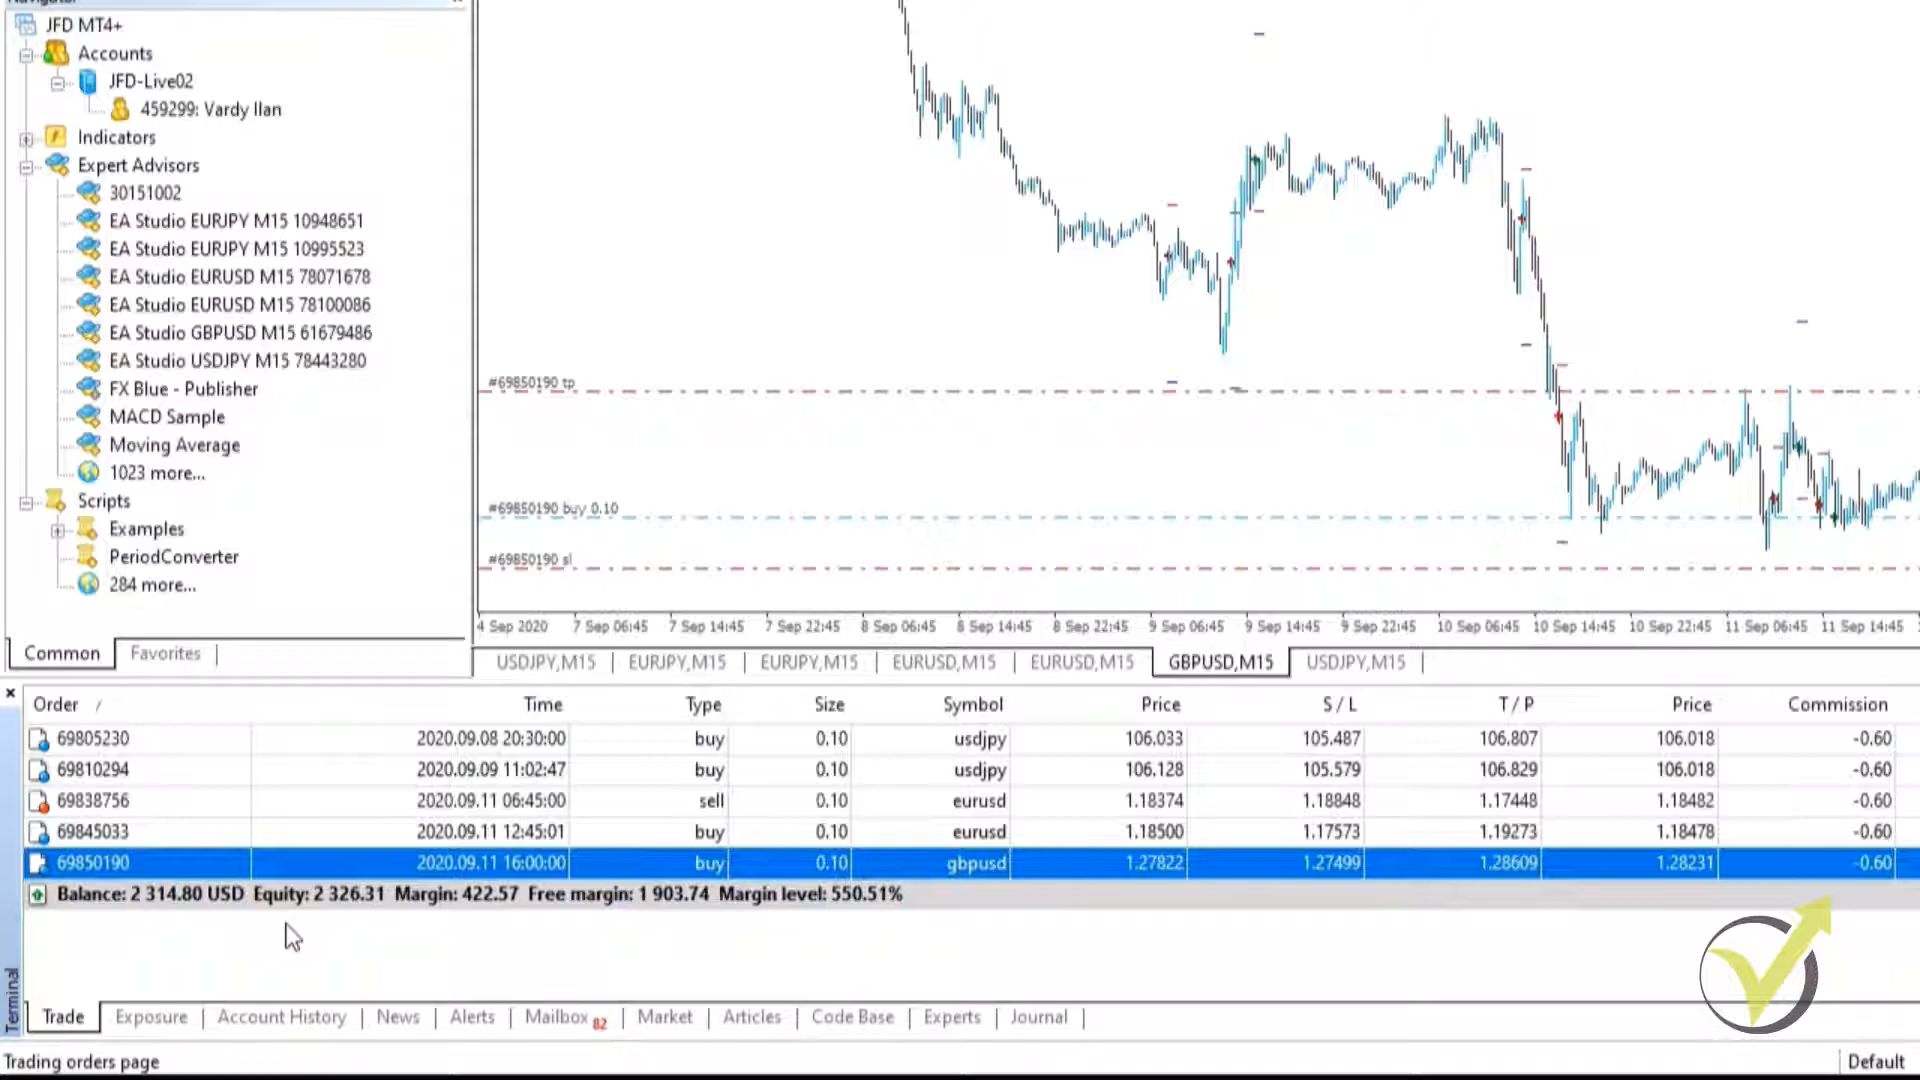 JFD MT4+
Accounts
JFD-Live02
459299: Vardy Ilan
Indicators
Expert Advisors
30151002
EA Studio EURJPY M15 10948651
EA Studio EURJPY M15 10995523
EA Studio EURUSD M15 78071678
EA Studio EURUSD M15 78100086
EA Studio GBPUSD M15 61679486
EA Studio USDJPY M15 78443280
FX Blue - Publisher
MACD Sample
Moving Average
1023 more...
Scripts
Examples
PeriodConverter
284 more...
Common Favorites
#69850190 tp
#69850190 buy 0.10
#69850190 sl
4 Sep 2020 7 Sep 06:45 7 Sep 14:45 7 Sep 22:45 8 Sep 06:45 8 Sep 14:45 8 Sep 22:45 9 Sep 06:45 9 Sep 14:45 9 Sep 22:45 10 Sep 06:45 10 Sep 14:45 10 Sep 22:45 11 Sep 06:45 11 Sep 14:45
USDJPY,M15 EURJPY,M15 EURJPY,M15 EURUSD,M15 EURUSD,M15 GBPUSD,M15 USDJPY,M15
Order / Time Type Size Symbol Price S / L T / P Price Commission
69805230 2020.09.08 20:30:00 buy 0.10 usdjpy 106.033 105.487 106.807 106.018 -0.60
69810294 2020.09.09 11:02:47 buy 0.10 usdjpy 106.128 105.579 106.829 106.018 -0.60
69838756 2020.09.11 06:45:00 sell 0.10 eurusd 1.18374 1.18848 1.17448 1.18482 -0.60
69845033 2020.09.11 12:45:01 buy 0.10 eurusd 1.18500 1.17573 1.19273 1.18478 -0.60
69850190 2020.09.11 16:00:00 buy 0.10 gbpusd 1.27822 1.27499 1.28609 1.28231 -0.60
Balance: 2 314.80 USD Equity: 2 326.31 Margin: 422.57 Free margin: 1 903.74 Margin level: 550.51%
Terminal
Trade Exposure Account History News Alerts Mailbox 82 Market Articles Code Base Experts Journal
Trading orders page Default